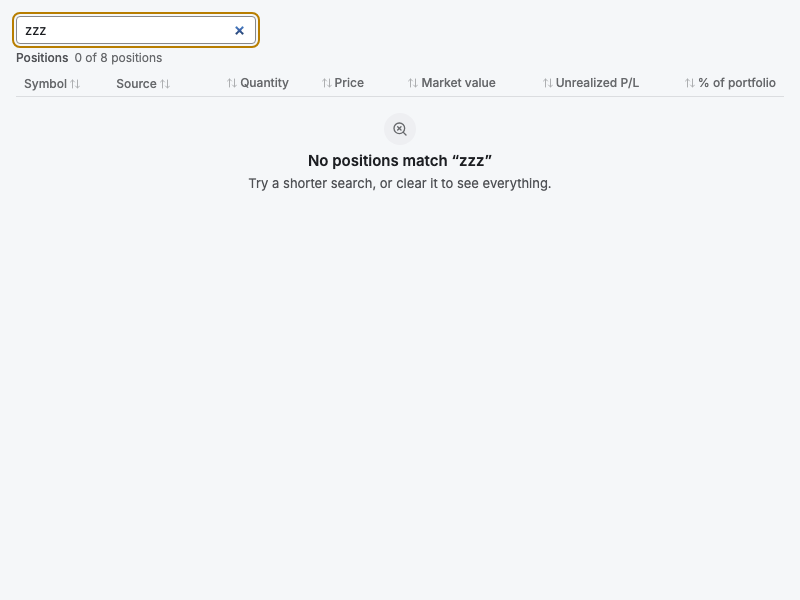 zzz
Positions 0 of 8 positions
Symbol Source Quantity Price Market value Unrealized P/L % of portfolio
No positions match “zzz”
Try a shorter search, or clear it to see everything.